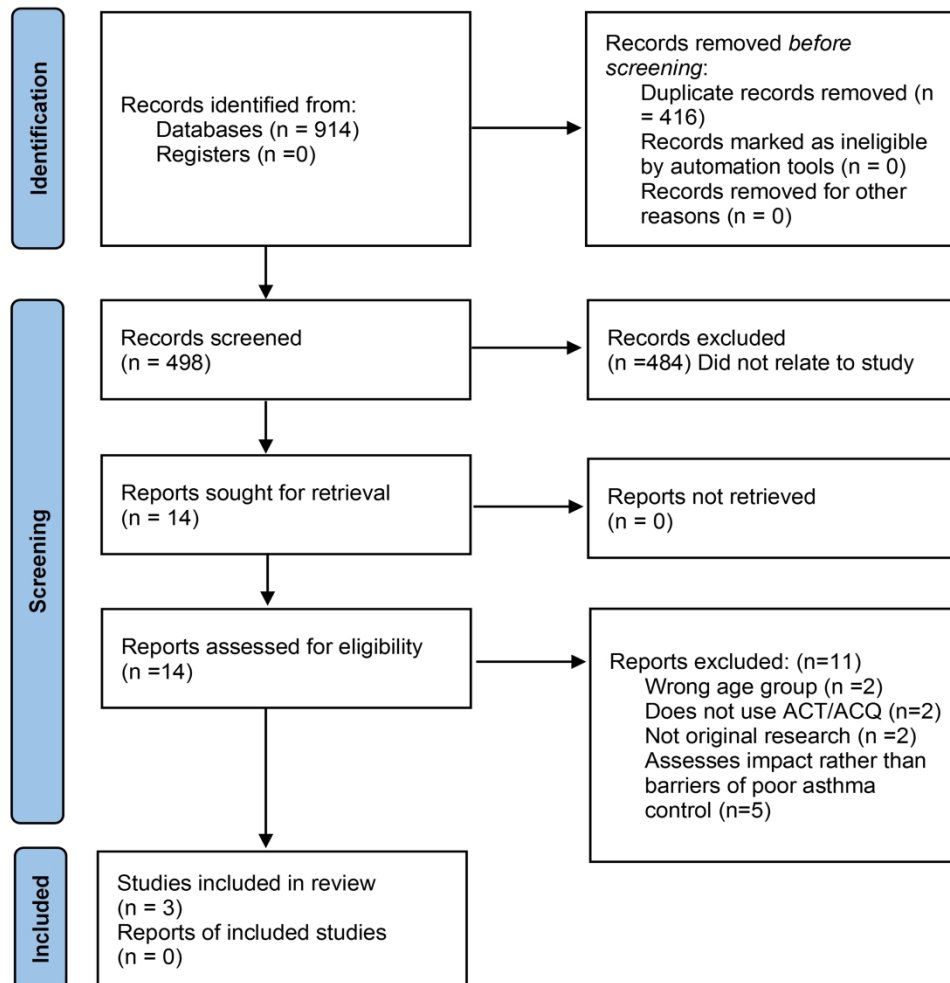 Identification
Records identified from:
Databases (n = 914)
Registers (n =0)
Records removed before
screening:
Duplicate records removed (n
= 416)
Records marked as ineligible
by automation tools (n = 0)
Records removed for other
reasons (n = 0)
Screening
Records screened
(n = 498)
Records excluded
(n =484) Did not relate to study
Reports sought for retrieval
(n = 14)
Reports not retrieved
(n = 0)
Reports assessed for eligibility
(n =14)
Reports excluded: (n=11)
Wrong age group (n =2)
Does not use ACT/ACQ (n=2)
Not original research (n =2)
Assesses impact rather than
barriers of poor asthma
control (n=5)
Included
Studies included in review
(n = 3)
Reports of included studies
(n = 0)